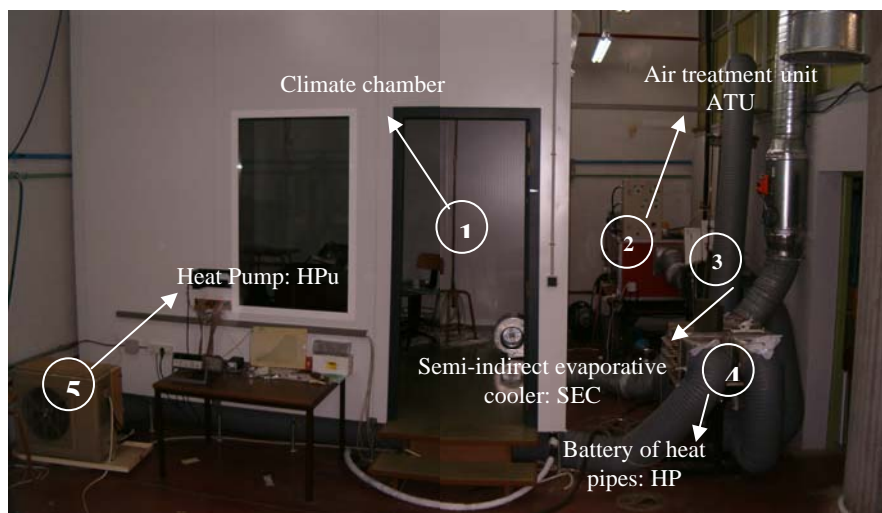 Climate chamber
Air treatment unit
ATU
1
2
3
Heat Pump: HPu
Semi-indirect evaporative
cooler: SEC
5
4
Battery of heat
pipes: HP